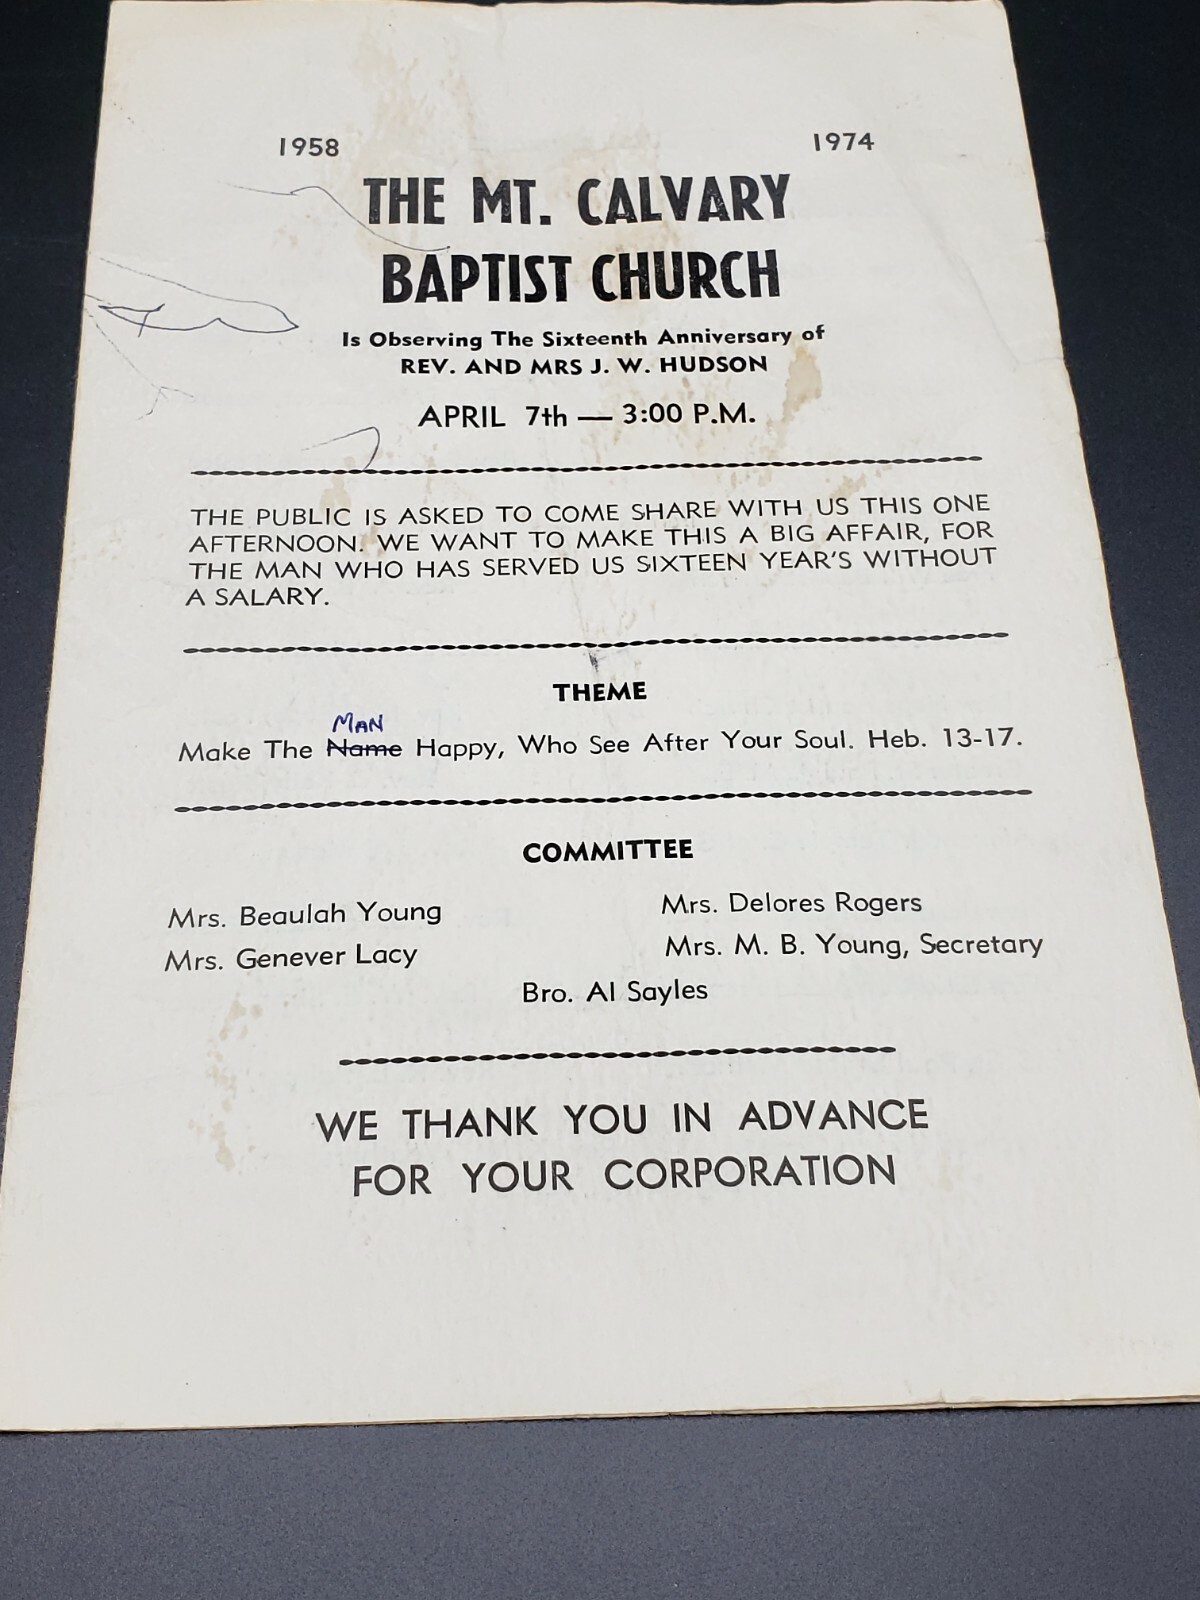 1958 1974
THE MT. CALVARY
BAPTIST CHURCH
Is Observing The Sixteenth Anniversary of
REV. AND MRS J. W. HUDSON
APRIL 7th — 3:00 P.M.
THE PUBLIC IS ASKED TO COME SHARE WITH US THIS ONE
AFTERNOON. WE WANT TO MAKE THIS A BIG AFFAIR, FOR
THE MAN WHO HAS SERVED US SIXTEEN YEAR'S WITHOUT
A SALARY.
THEME
MAN
Make The Name Happy, Who See After Your Soul. Heb. 13-17.
COMMITTEE
Mrs. Beaulah Young Mrs. Delores Rogers
Mrs. Genever Lacy Mrs. M. B. Young, Secretary
Bro. Al Sayles
WE THANK YOU IN ADVANCE
FOR YOUR CORPORATION